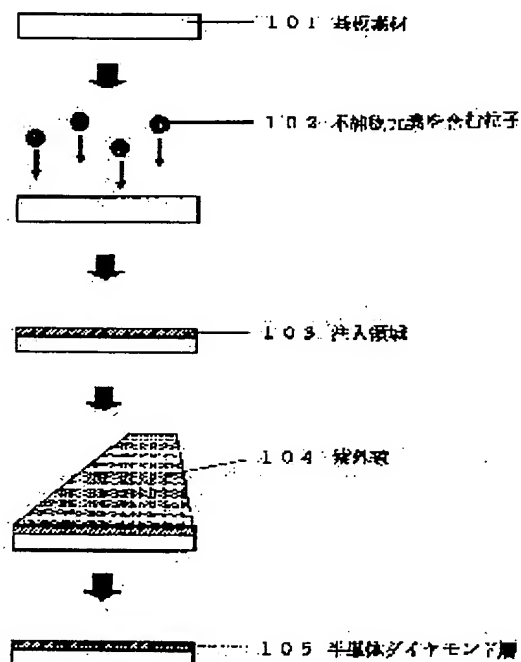 101 基板素材
102 不純物元素を含む粒子
103 注入領域
104 紫外線
105 半導体ダイヤモンド層